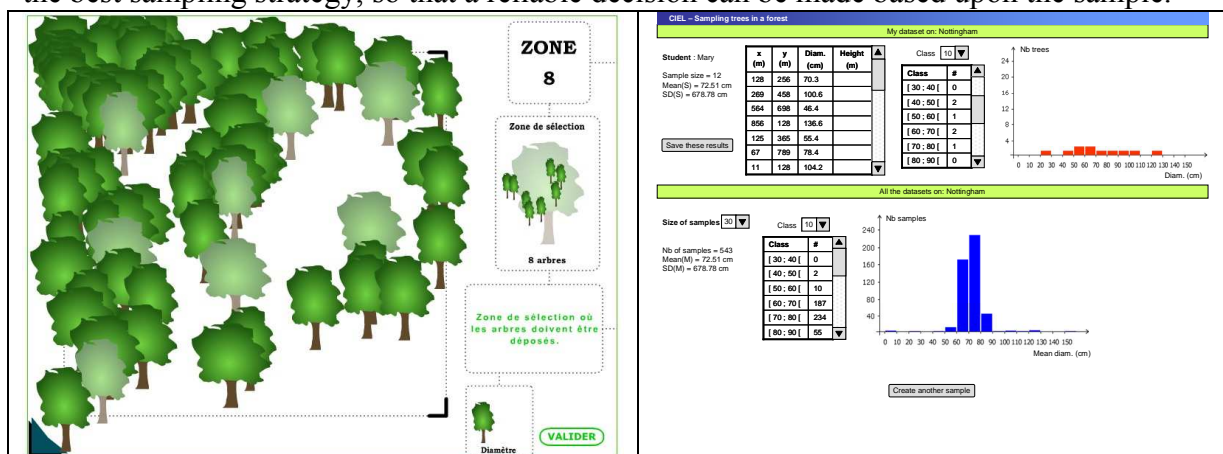 the best sampling strategy, so that a reliable decision can be made based upon the sample.
ZONE
8
Zone de sélection
8 arbres
Zone de sélection où
les arbres doivent être
déposés.
Diamètre
VALIDER
CIEL – Sampling trees in a forest
My dataset on: Nottingham
Student : Mary
Sample size = 12
Mean(S) = 72.51 cm
SD(S) = 678.78 cm
Save these results
x (m) y (m) Diam. (cm) Height (m)
128 256 70.3
269 458 100.6
564 698 46.4
856 128 136.6
125 365 55.4
67 789 78.4
11 128 104.2
Class 10
Class #
[ 30 ; 40 [ 0
[ 40 ; 50 [ 2
[ 50 ; 60 [ 1
[ 60 ; 70 [ 2
[ 70 ; 80 [ 1
[ 80 ; 90 [ 0
Nb trees
24
20
16
12
8
4
0 10 20 30 40 50 60 70 80 90 100 110 120 130 140 150
Diam. (cm)
All the datasets on: Nottingham
Size of samples 30
Nb of samples = 543
Mean(M) = 72.51 cm
SD(M) = 678.78 cm
Class 10
Class #
[ 30 ; 40 [ 0
[ 40 ; 50 [ 2
[ 50 ; 60 [ 10
[ 60 ; 70 [ 187
[ 70 ; 80 [ 234
[ 80 ; 90 [ 55
Nb samples
240
200
160
120
80
40
0 10 20 30 40 50 60 70 80 90 100 110 120 130 140 150
Mean diam. (cm)
Create another sample